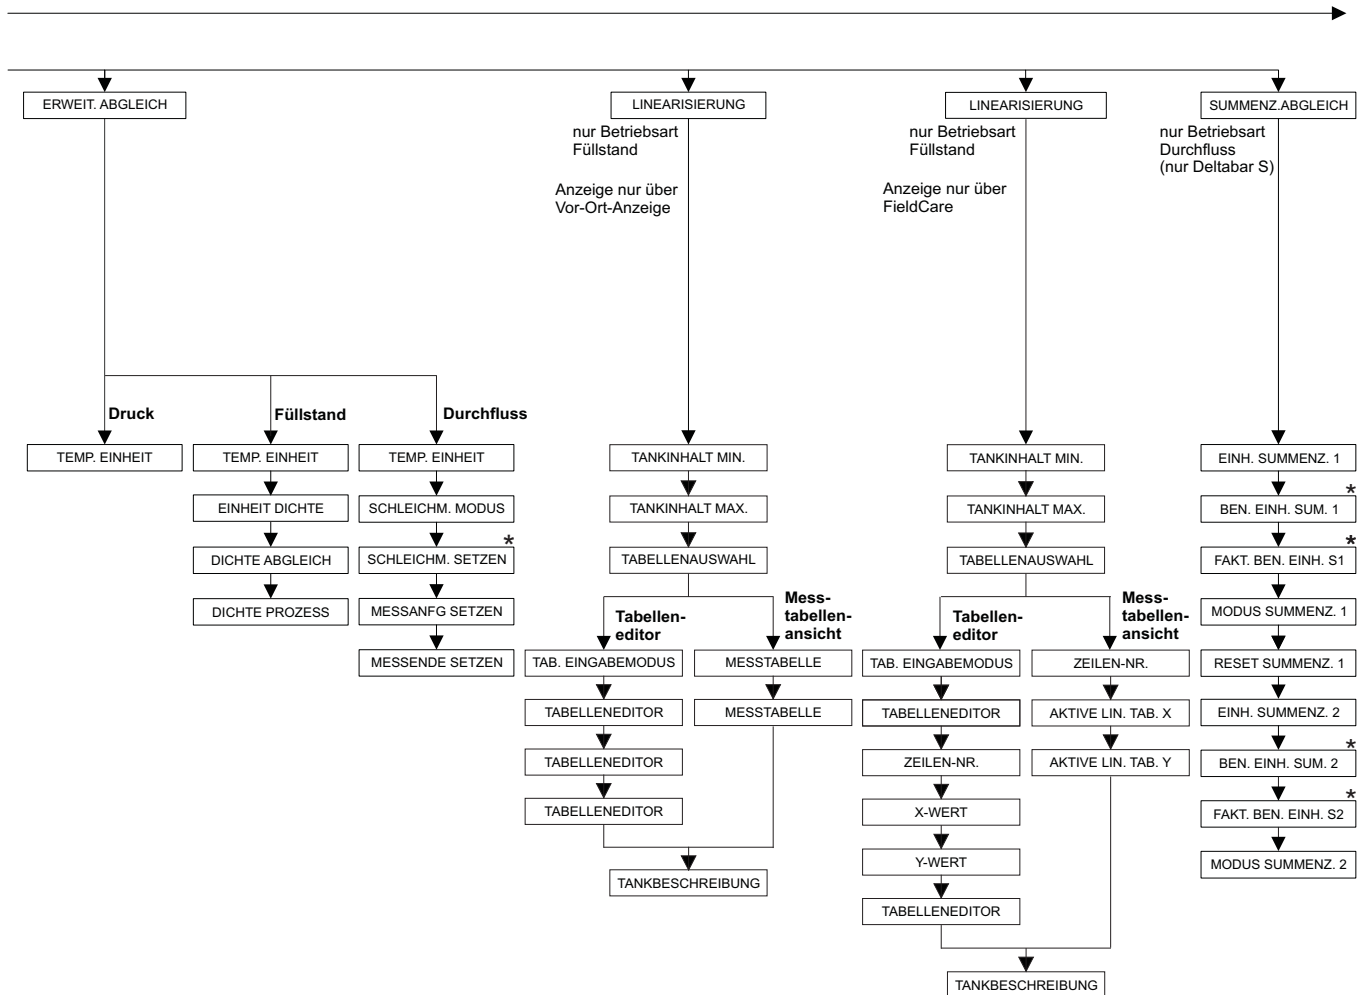 ERWEIT. ABGLEICH
Druck
TEMP. EINHEIT
Füllstand
TEMP. EINHEIT
EINHEIT DICHTE
DICHTE ABGLEICH
DICHTE PROZESS
Durchfluss
TEMP. EINHEIT
SCHLEICHM. MODUS
*
SCHLEICHM. SETZEN
MESSANFG SETZEN
MESSENDE SETZEN
LINEARISIERUNG
nur Betriebsart
Füllstand
Anzeige nur über
Vor-Ort-Anzeige
TANKINHALT MIN.
TANKINHALT MAX.
TABELLENAUSWAHL
Tabellen-
editor
TAB. EINGABEMODUS
TABELLENEDITOR
TABELLENEDITOR
TABELLENEDITOR
Mess-
tabellen-
ansicht
MESSTABELLE
MESSTABELLE
TANKBESCHREIBUNG
LINEARISIERUNG
nur Betriebsart
Füllstand
Anzeige nur über
FieldCare
TANKINHALT MIN.
TANKINHALT MAX.
TABELLENAUSWAHL
Tabellen-
editor
TAB. EINGABEMODUS
TABELLENEDITOR
ZEILEN-NR.
X-WERT
Y-WERT
TABELLENEDITOR
Mess-
tabellen-
ansicht
ZEILEN-NR.
AKTIVE LIN. TAB. X
AKTIVE LIN. TAB. Y
TANKBESCHREIBUNG
SUMMENZ.ABGLEICH
nur Betriebsart
Durchfluss
(nur Deltabar S)
EINH. SUMMENZ. 1
*
BEN. EINH. SUM. 1
*
FAKT. BEN. EINH. S1
MODUS SUMMENZ. 1
RESET SUMMENZ. 1
EINH. SUMMENZ. 2
*
BEN. EINH. SUM. 2
*
FAKT. BEN. EINH. S2
MODUS SUMMENZ. 2